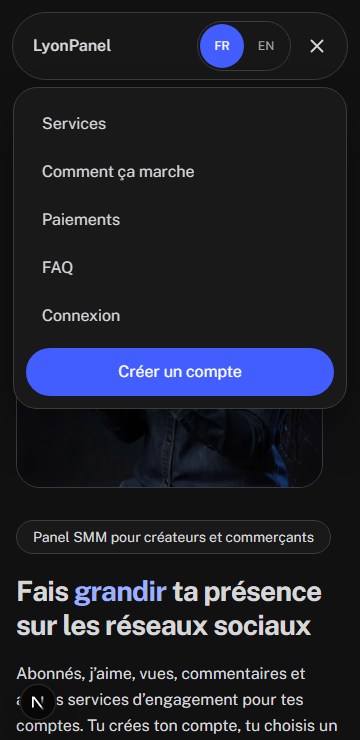 LyonPanel
FR
EN
Services
Comment ça marche
Paiements
FAQ
Connexion
Créer un compte
Panel SMM pour créateurs et commerçants
Fais grandir ta présence
sur les réseaux sociaux
Abonnés, j’aime, vues, commentaires et
services d’engagement pour tes
comptes. Tu crées ton compte, tu choisis un
N